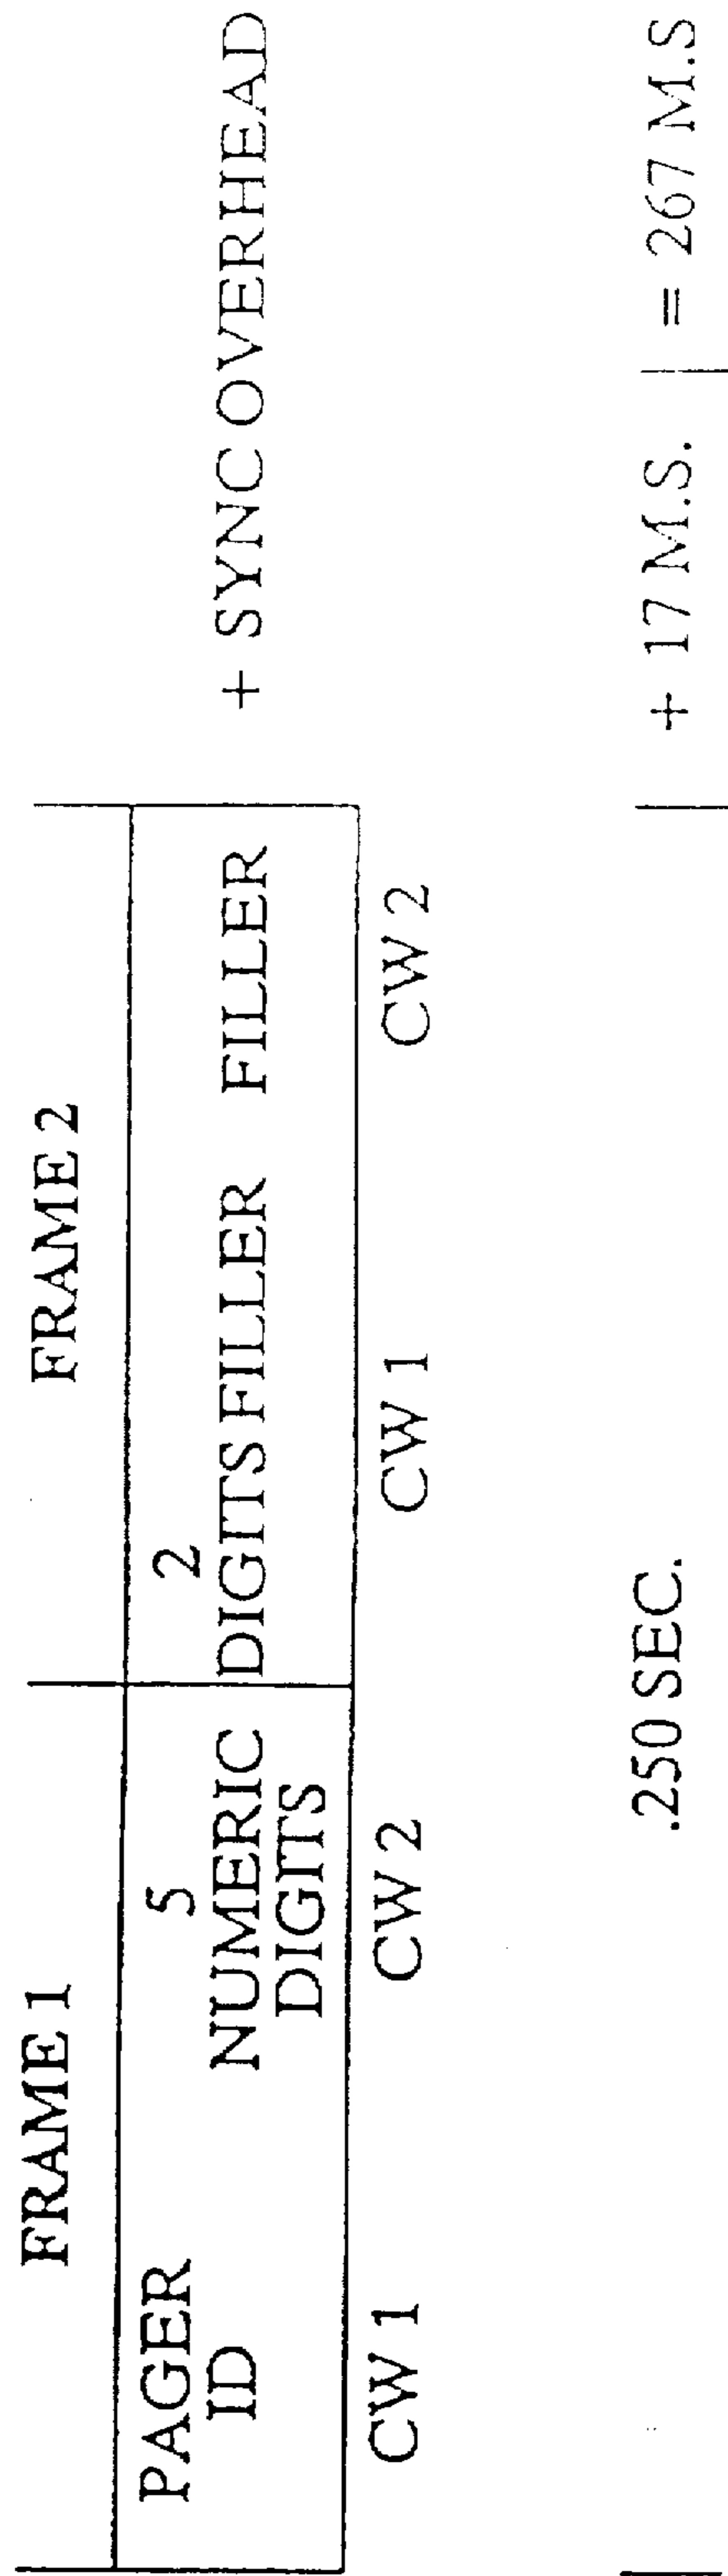 FRAME 1
FRAME 2
PAGER ID
5 NUMERIC DIGITS
2 DIGITS FILLER
FILLER
+ SYNC OVERHEAD
CW 1
CW 2
CW 1
CW 2
.250 SEC.
+ 17 M.S.
= 267 M.S